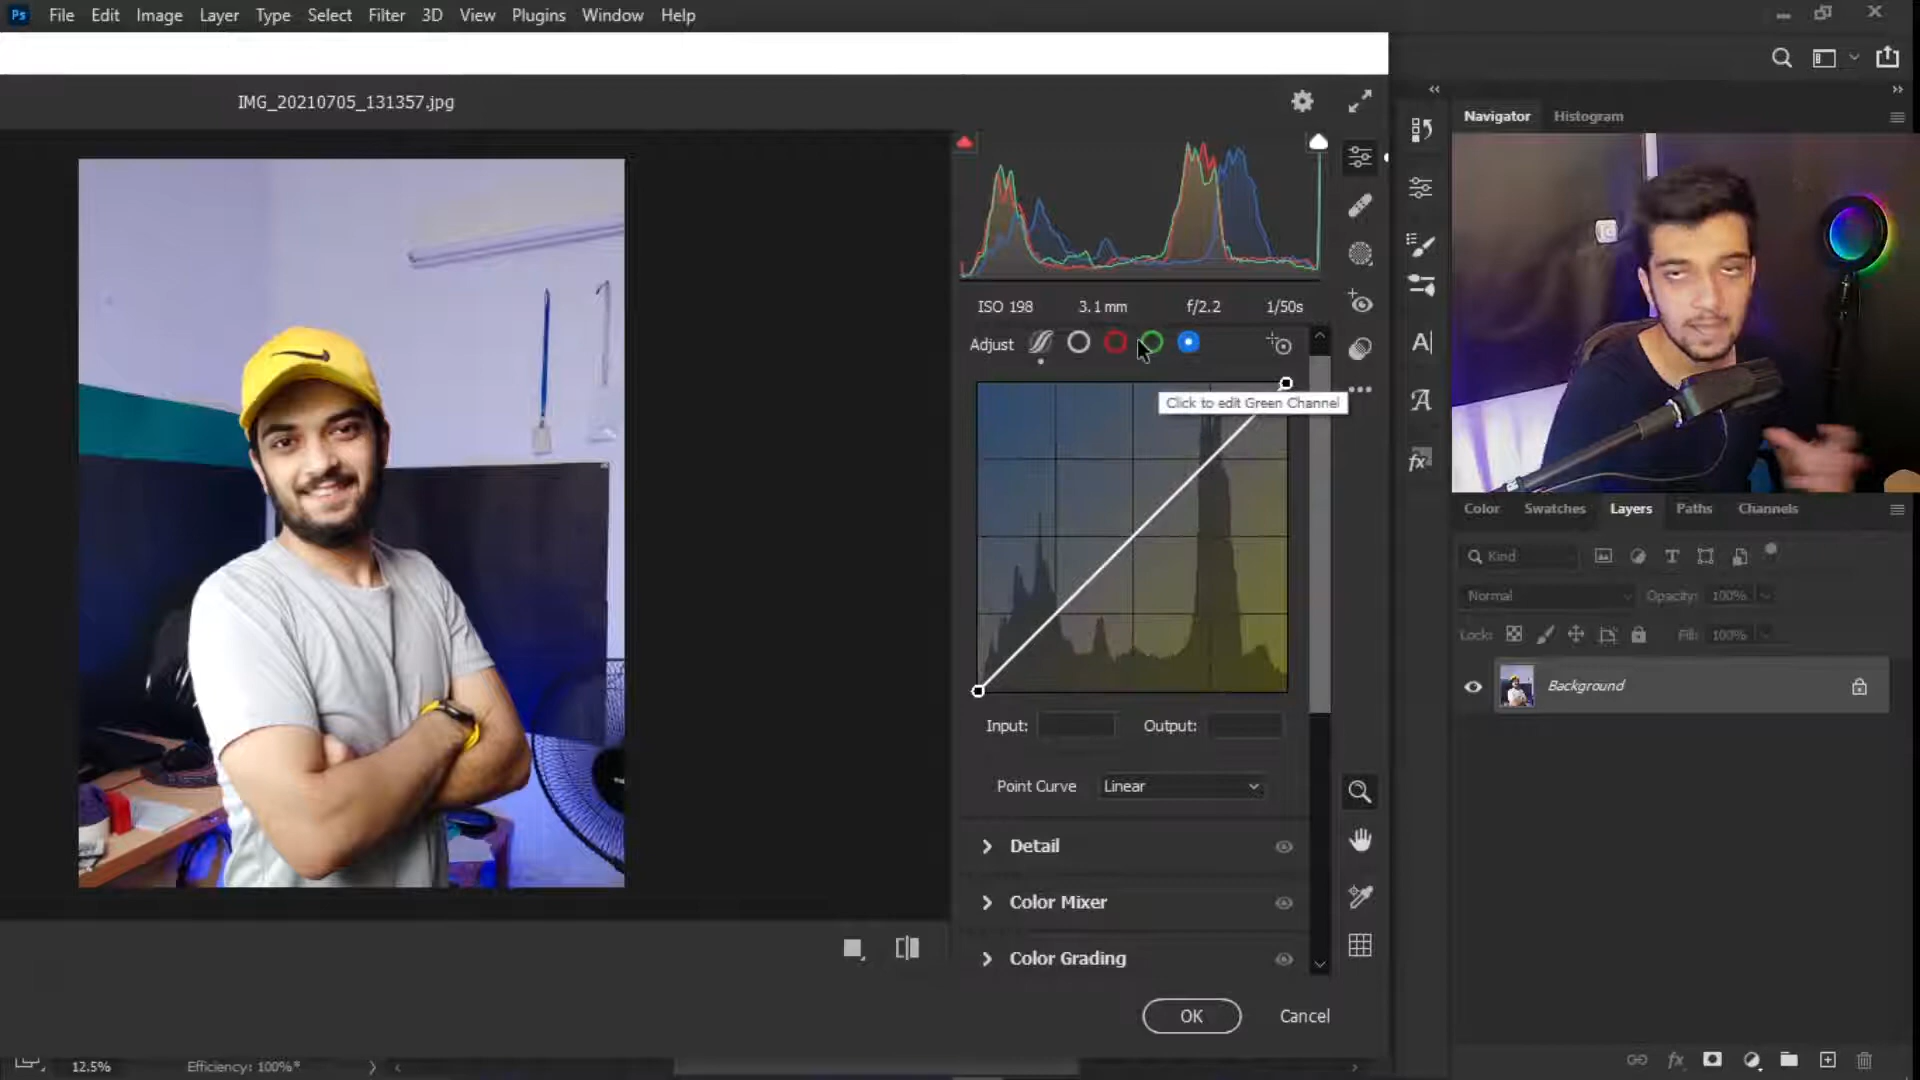 Ps File Edit Image Layer Type Select Filter 3D View Plugins Window Help
IMG_20210705_131357.jpg
Navigator Histogram
ISO 198 3.1 mm f/2.2 1/50s
Adjust
Click to edit Green Channel
Input: Output:
Point Curve Linear
Detail
Color Mixer
Color Grading
OK Cancel
Color Swatches Layers Paths Channels
Kind
Normal Opacity: 100%
Lock: Fill: 100%
Background
fx
12.5% Efficiency: 100%*